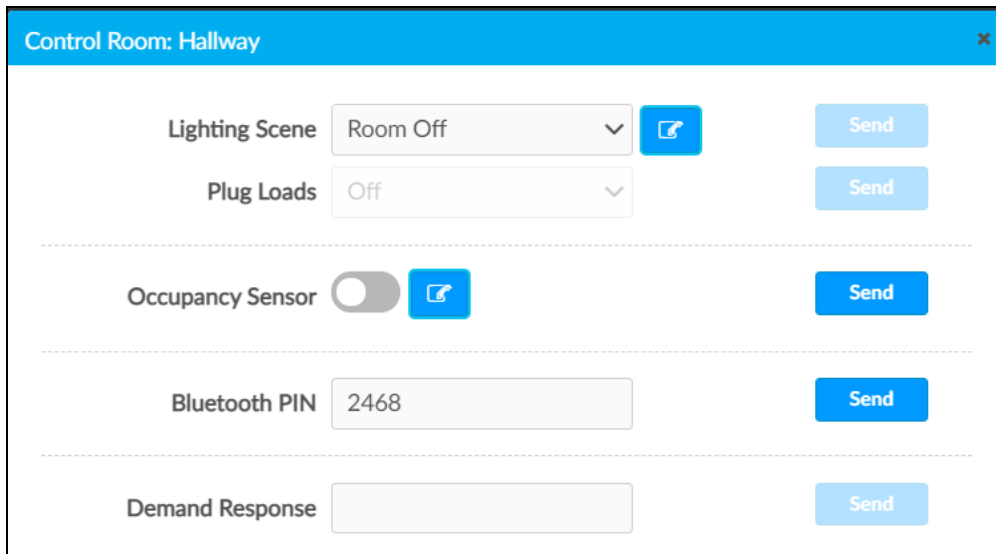 Control Room: Hallway
Lighting Scene Room Off Send
Plug Loads Off Send
Occupancy Sensor Send
Bluetooth PIN 2468 Send
Demand Response Send